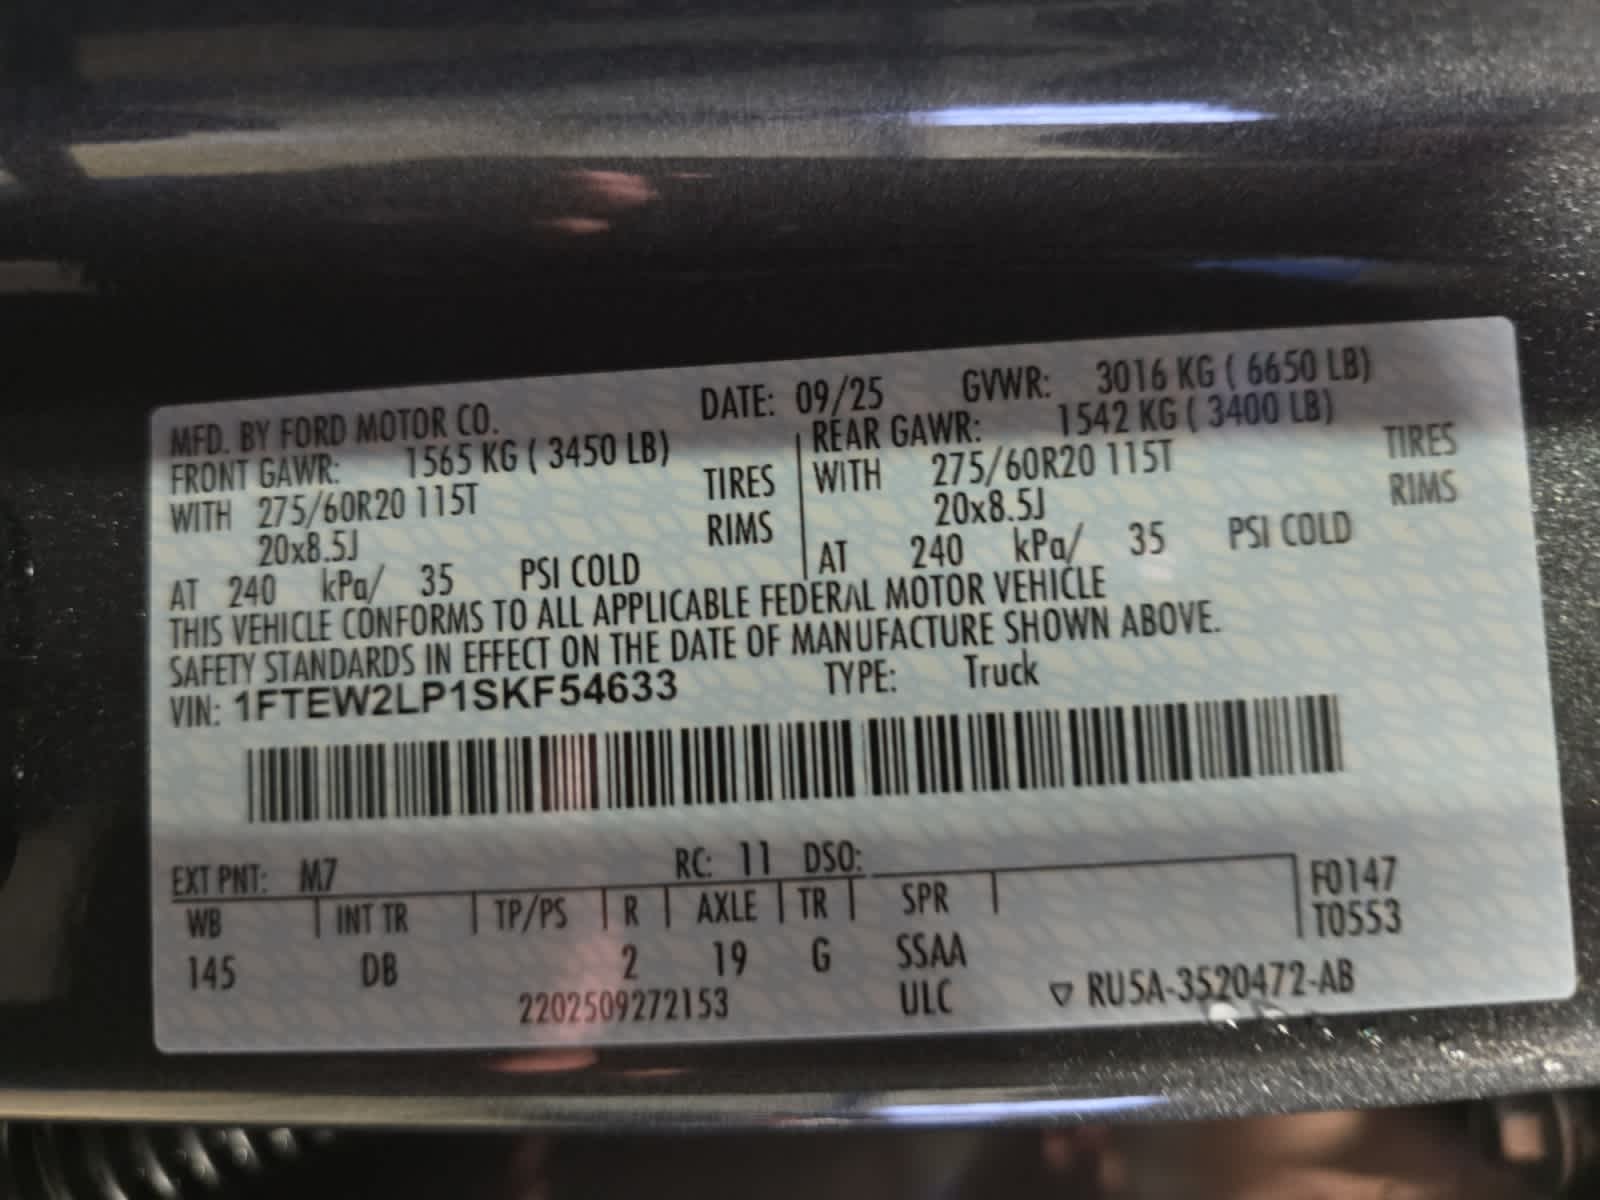 MFD. BY FORD MOTOR CO. DATE: 09/25 GVWR: 3016 KG ( 6650 LB)
FRONT GAWR: 1565 KG ( 3450 LB) REAR GAWR: 1542 KG ( 3400 LB)
WITH 275/60R20 115T TIRES WITH 275/60R20 115T TIRES
20x8.5J RIMS 20x8.5J RIMS
AT 240 kPa/ 35 PSI COLD AT 240 kPa/ 35 PSI COLD
THIS VEHICLE CONFORMS TO ALL APPLICABLE FEDERAL MOTOR VEHICLE
SAFETY STANDARDS IN EFFECT ON THE DATE OF MANUFACTURE SHOWN ABOVE.
VIN: 1FTEW2LP1SKF54633 TYPE: Truck
EXT PNT: M7 RC: 11 DSO:
WB INT TR TP/PS R AXLE TR SPR F0147
T0553
145 DB 2 19 G SSAA
2202509272153 ULC ▽ RU5A-3520472-AB